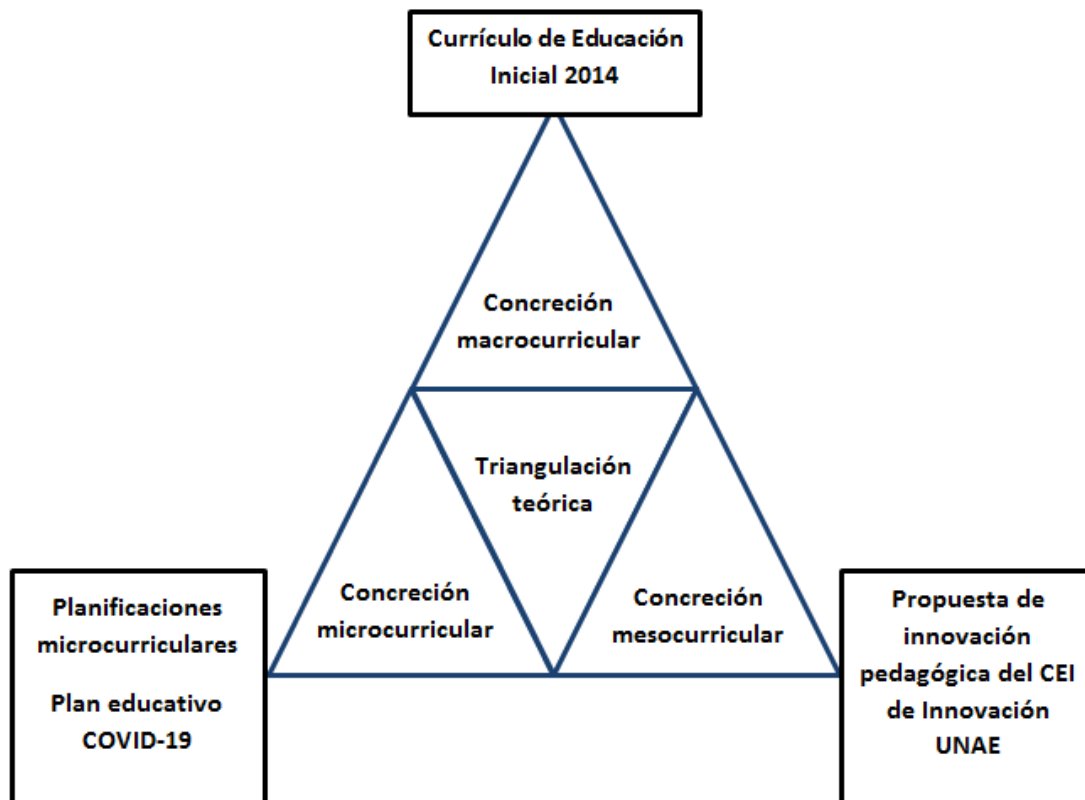 Currículo de Educación
Inicial 2014
Concreción
macrocurricular
Triangulación
teórica
Concreción
microcurricular
Concreción
mesocurricular
Planificaciones
microcurriculares
Plan educativo
COVID-19
Propuesta de
innovación
pedagógica del CEI
de Innovación
UNAE